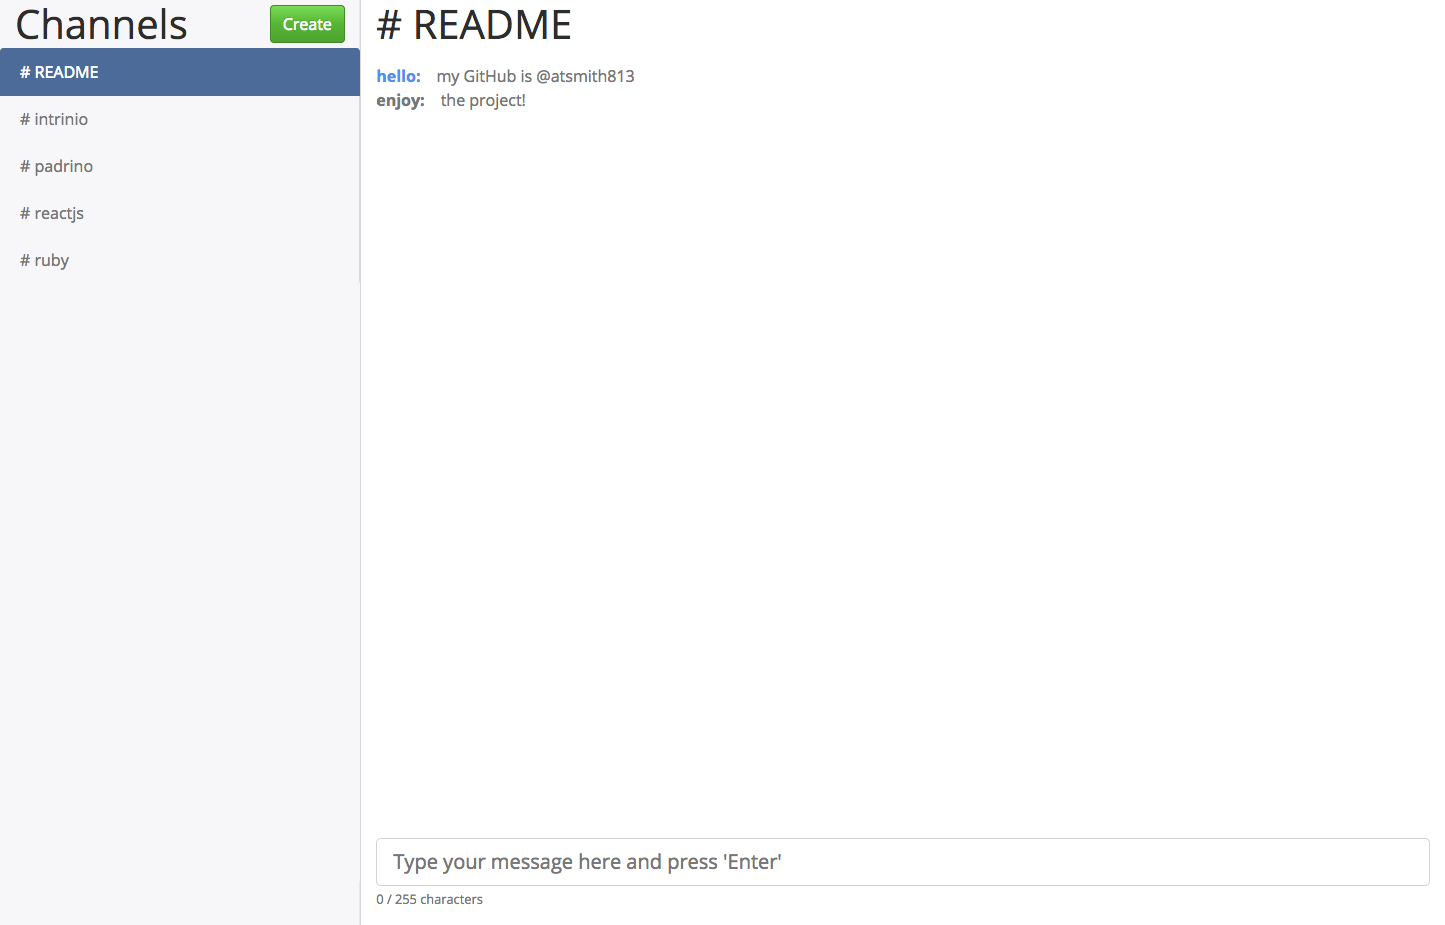 Channels
Create
# README
# intrinio
# padrino
# reactjs
# ruby
# README
hello: my GitHub is @atsmith813
enjoy: the project!
Type your message here and press 'Enter'
0 / 255 characters